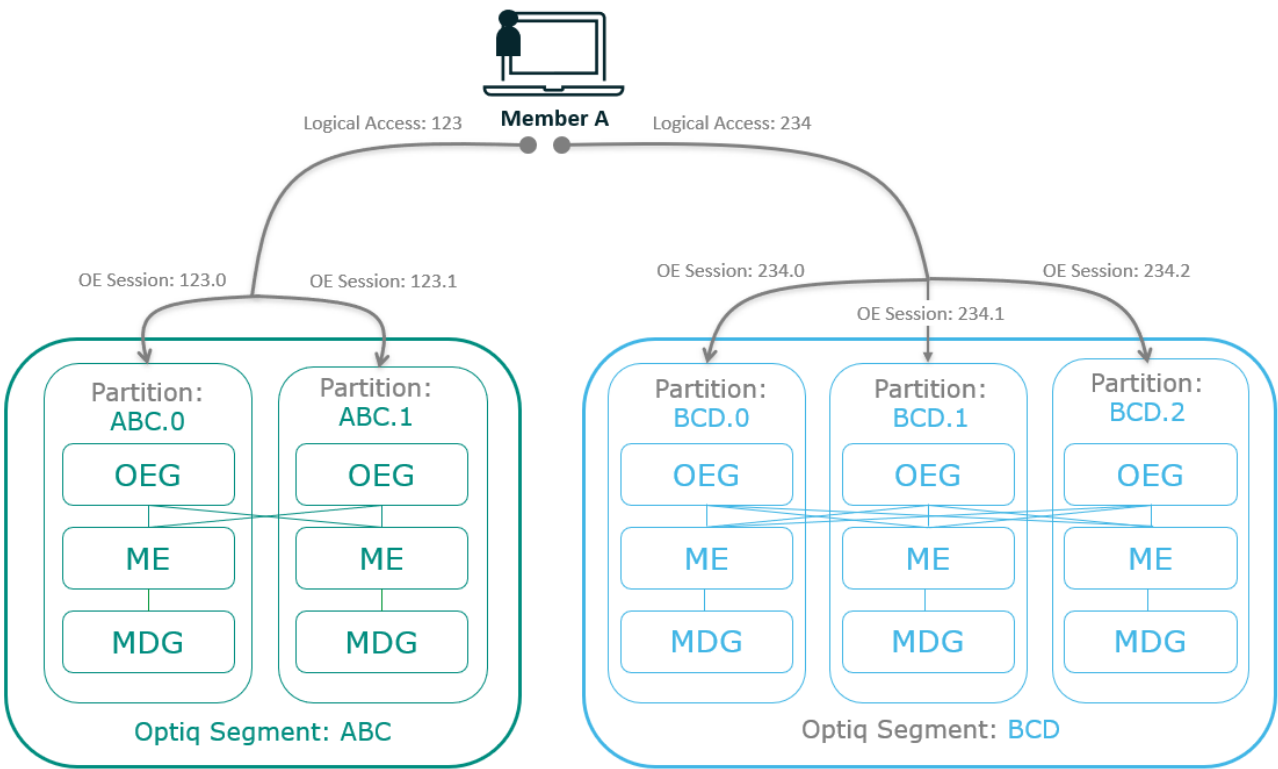 Member A
Logical Access: 123
Logical Access: 234
OE Session: 123.0
OE Session: 123.1
OE Session: 234.0
OE Session: 234.1
OE Session: 234.2
Partition:
ABC.0
OEG
ME
MDG
Partition:
ABC.1
OEG
ME
MDG
Optiq Segment: ABC
Partition:
BCD.0
OEG
ME
MDG
Partition:
BCD.1
OEG
ME
MDG
Partition:
BCD.2
OEG
ME
MDG
Optiq Segment: BCD